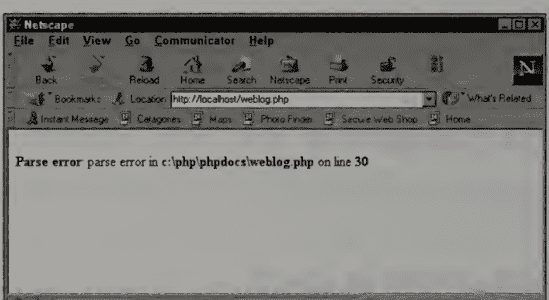 Netscape
File Edit View Go Communicator Help
Back Reload Home Search Netscape Print Security
N
Bookmarks Location http://localhost/weblog.php What's Related
Instant Message Catagories Maps Photo Finder Secure Web Shop Home
Parse error: parse error in c:\php\phpdocs\weblog.php on line 30